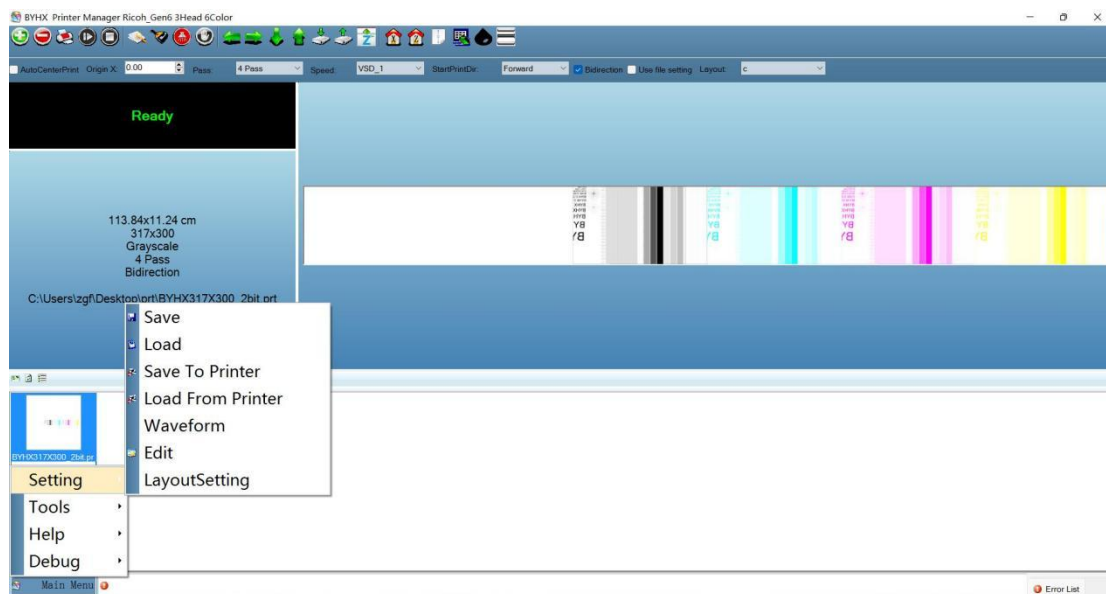 BYHX Printer Manager Ricoh_Gen6 3Head 6Color
AutoCenterPrint Origin X: 0.00 Pass: 4 Pass Speed: VSD_1 StartPrintDir: Forward Bidirection Use file setting Layout: c
Ready
113.84x11.24 cm
317x300
Grayscale
4 Pass
Bidirection
C:\Users\zgf\Desktop\prt\BYHX317X300_2bit.prt
BYHX317X300_2bit.pr
Save
Load
Save To Printer
Load From Printer
Waveform
Edit
LayoutSetting
Setting
Tools
Help
Debug
Main Menu
Error List